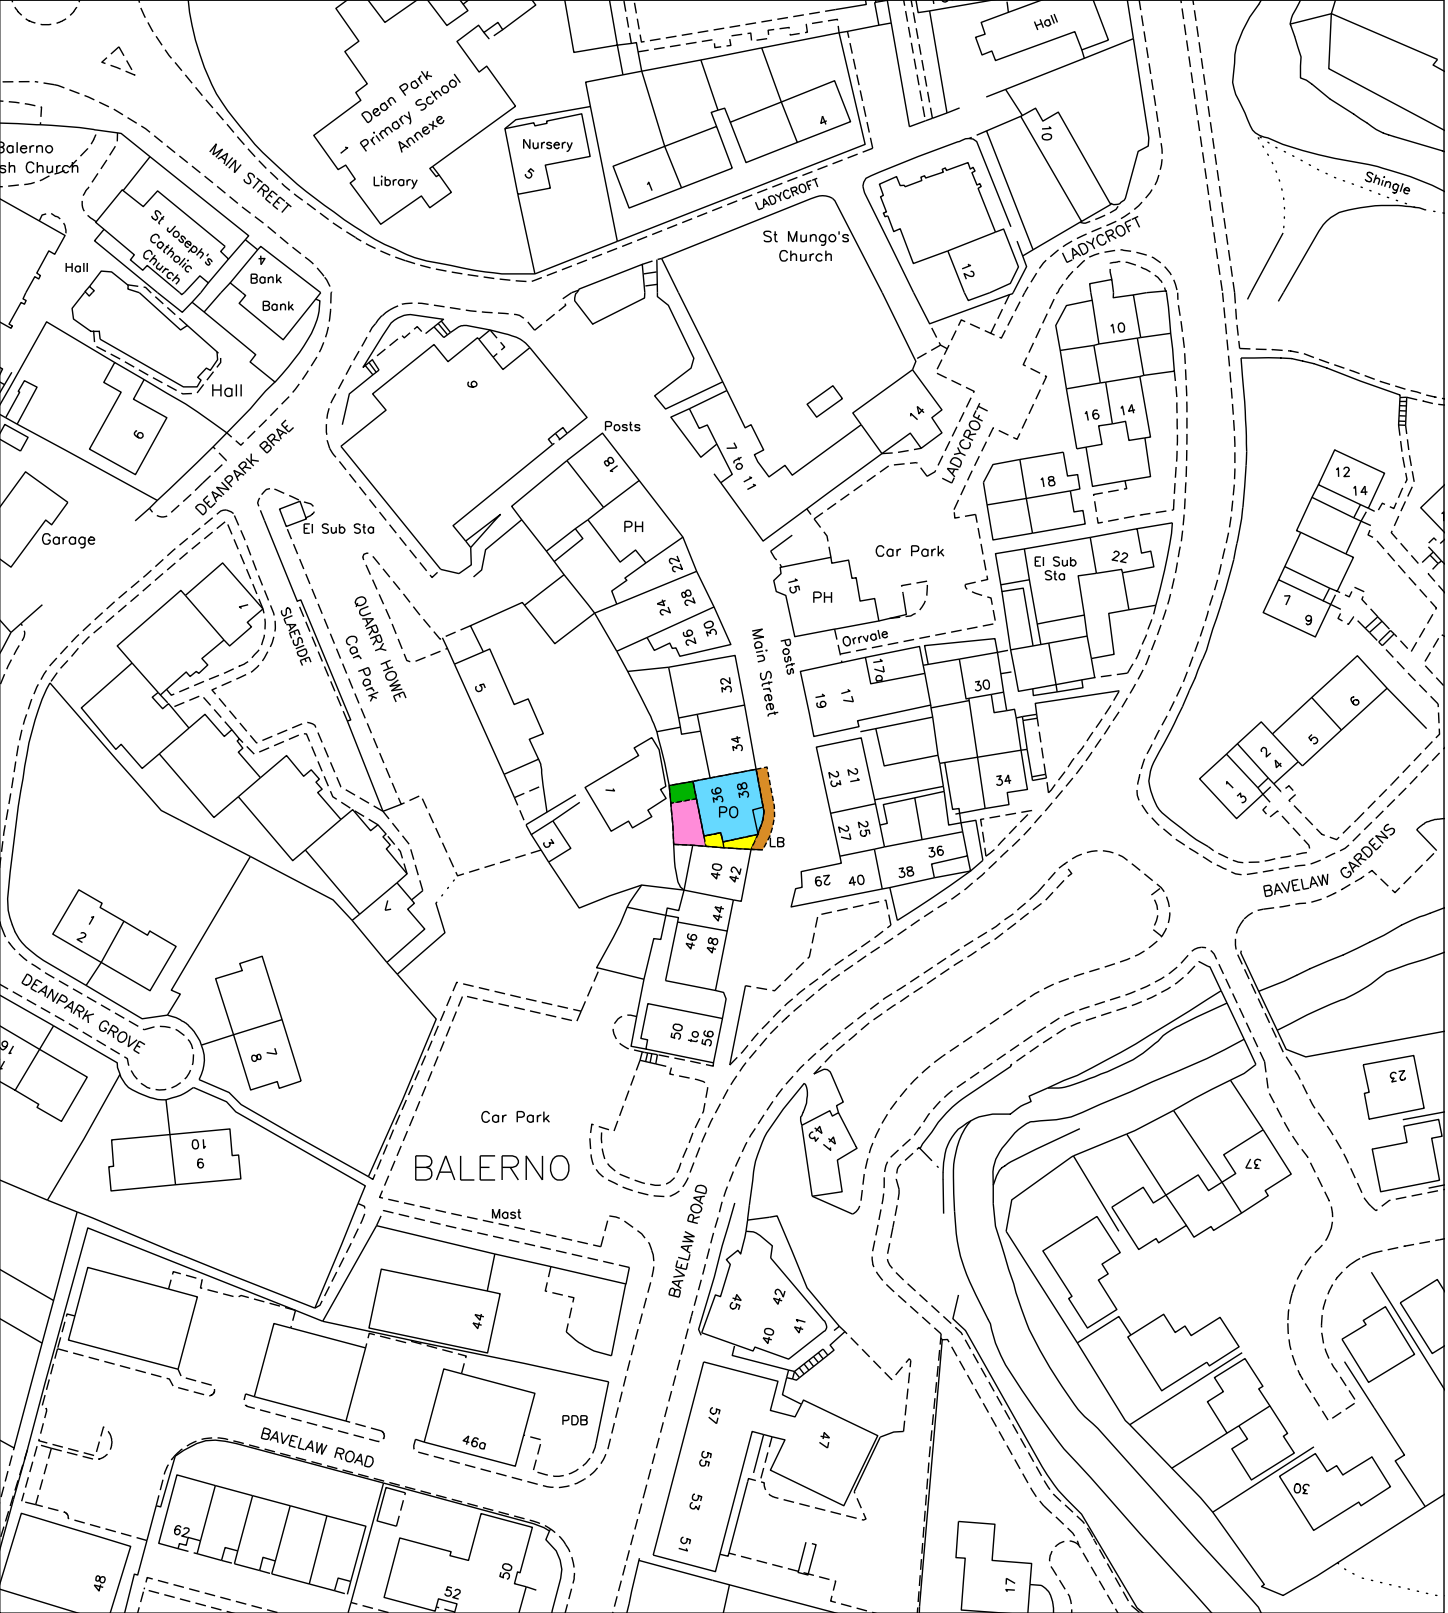 Hall
Dean Park
Primary School
Annexe
Library
Nursery
5
1
4
10
Balerno
sh Church
MAIN STREET
LADYCROFT
Shingle
St Joseph's
Catholic
Church
4
Bank
Bank
Hall
St Mungo's
Church
12
LADYCROFT
Hall
6
6
10
16
14
14
LADYCROFT
Posts
7 to 11
18
DEANPARK BRAE
El Sub Sta
Garage
PH
18
Car Park
El Sub
Sta
22
12
14
7
9
22
28
24
30
26
15
PH
Orrvale
SLAESIDE
QUARRY HOWE
Car Park
1
5
Main Street
Posts
32
34
17a
17
19
30
21
23
34
6
5
2
4
1
3
36
38
PO
LB
1
3
25
27
36
38
40
29
40
42
44
46
48
BAVELAW GARDENS
1
2
7
DEANPARK GROVE
7
8
50
to
56
16
10
9
Car Park
BALERNO
Mast
43
41
23
37
BAVELAW ROAD
44
45
42
40
41
46a
PDB
57
55
53
51
47
30
BAVELAW ROAD
62
48
52
50
17